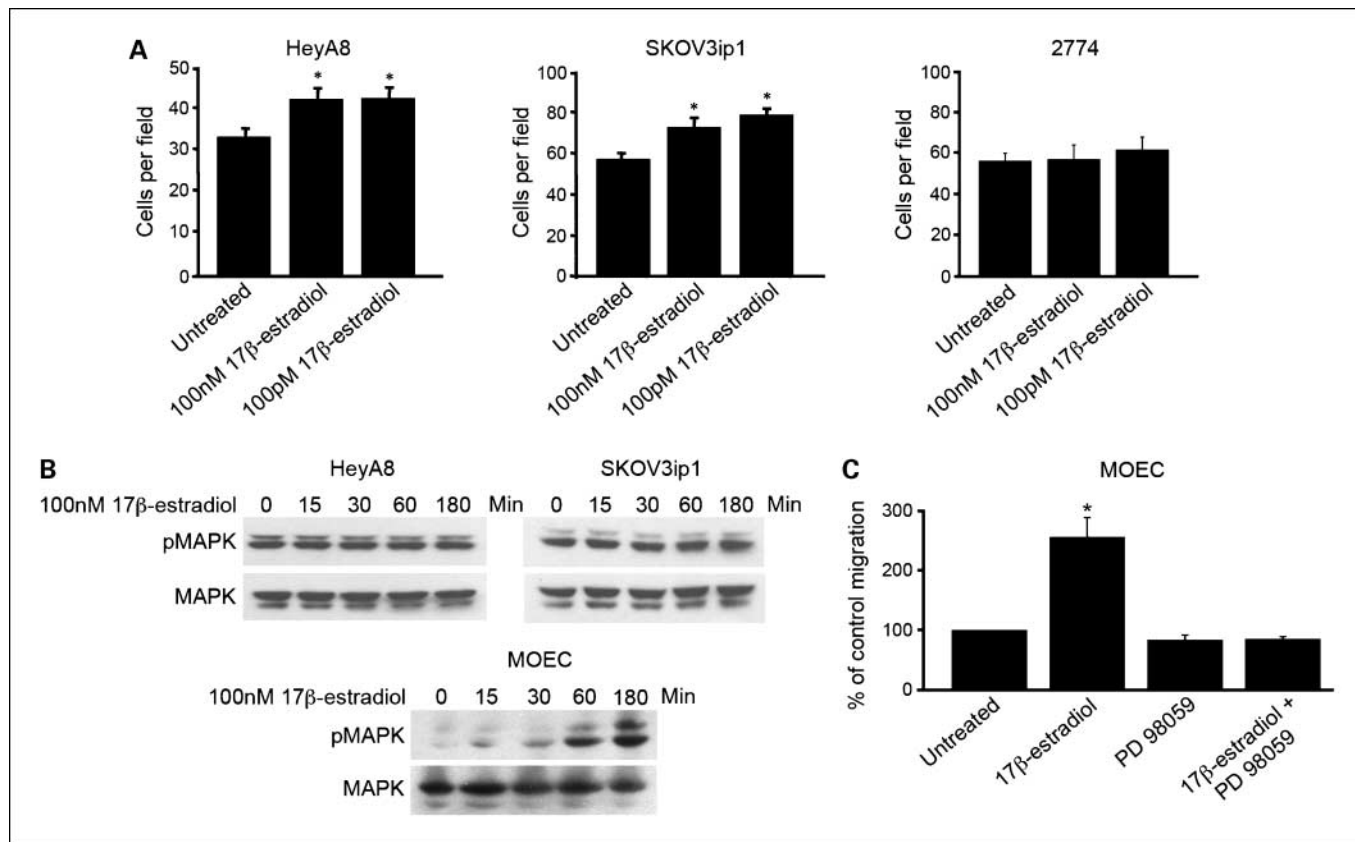 A
HeyA8
Cells per field
50
40
30
30
20
10
0
*
*
Untreated
100nM 17β-estradiol
100pM 17β-estradiol
SKOV3ip1
Cells per field
100
80
60
40
20
0
*
*
Untreated
100nM 17β-estradiol
100pM 17β-estradiol
2774
Cells per field
100
80
60
60
40
20
0
Untreated
100nM 17β-estradiol
100pM 17β-estradiol
B
HeyA8
100nM 17β-estradiol 0 15 30 60 180 Min
pMAPK
MAPK
SKOV3ip1
0 15 30 60 180 Min
MOEC
100nM 17β-estradiol 0 15 30 60 180 Min
pMAPK
MAPK
C
MOEC
% of control migration
300
200
100
0
*
Untreated
17β-estradiol
PD 98059
17β-estradiol +
PD 98059